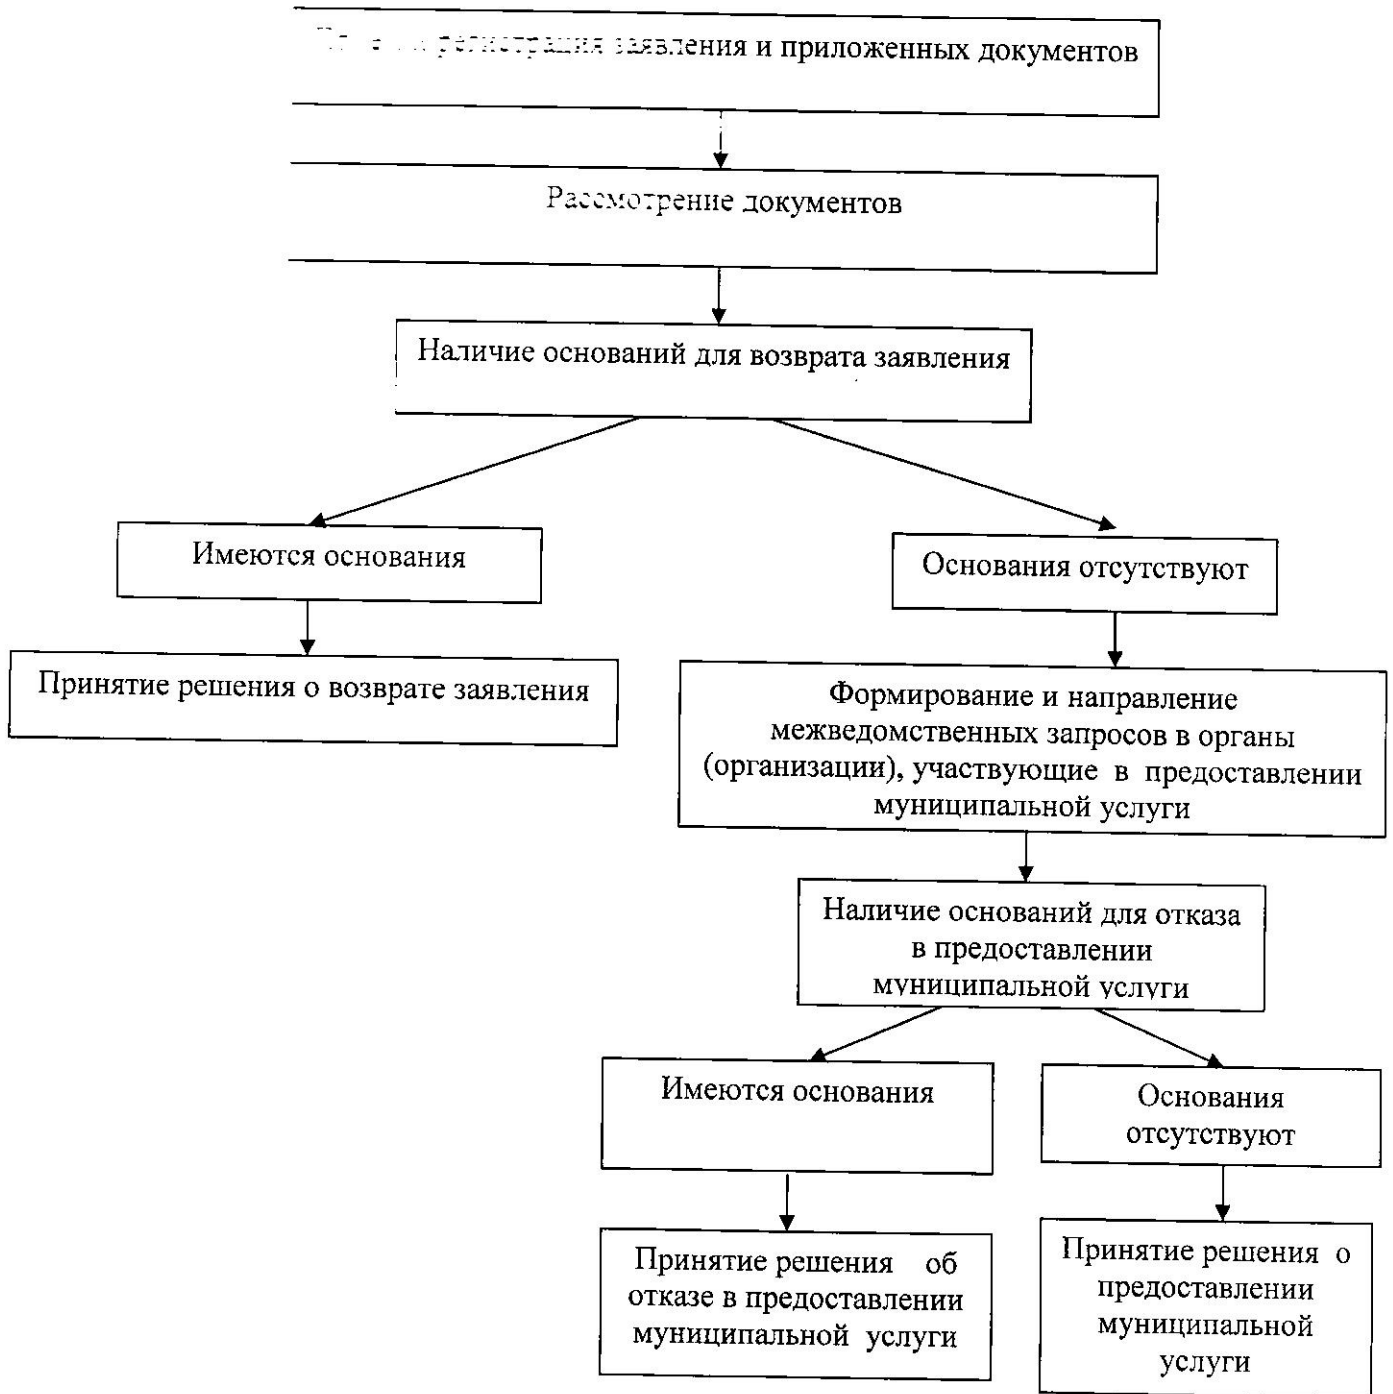 регистрация заявления и приложенных документов
Рассмотрение документов
Наличие оснований для возврата заявления
Имеются основания
Основания отсутствуют
Принятие решения о возврате заявления
Формирование и направление
межведомственных запросов в органы
(организации), участвующие в предоставлении
муниципальной услуги
Наличие оснований для отказа
в предоставлении
муниципальной услуги
Имеются основания
Основания
отсутствуют
Принятие решения об
отказе в предоставлении
муниципальной услуги
Принятие решения о
предоставлении
муниципальной
услуги